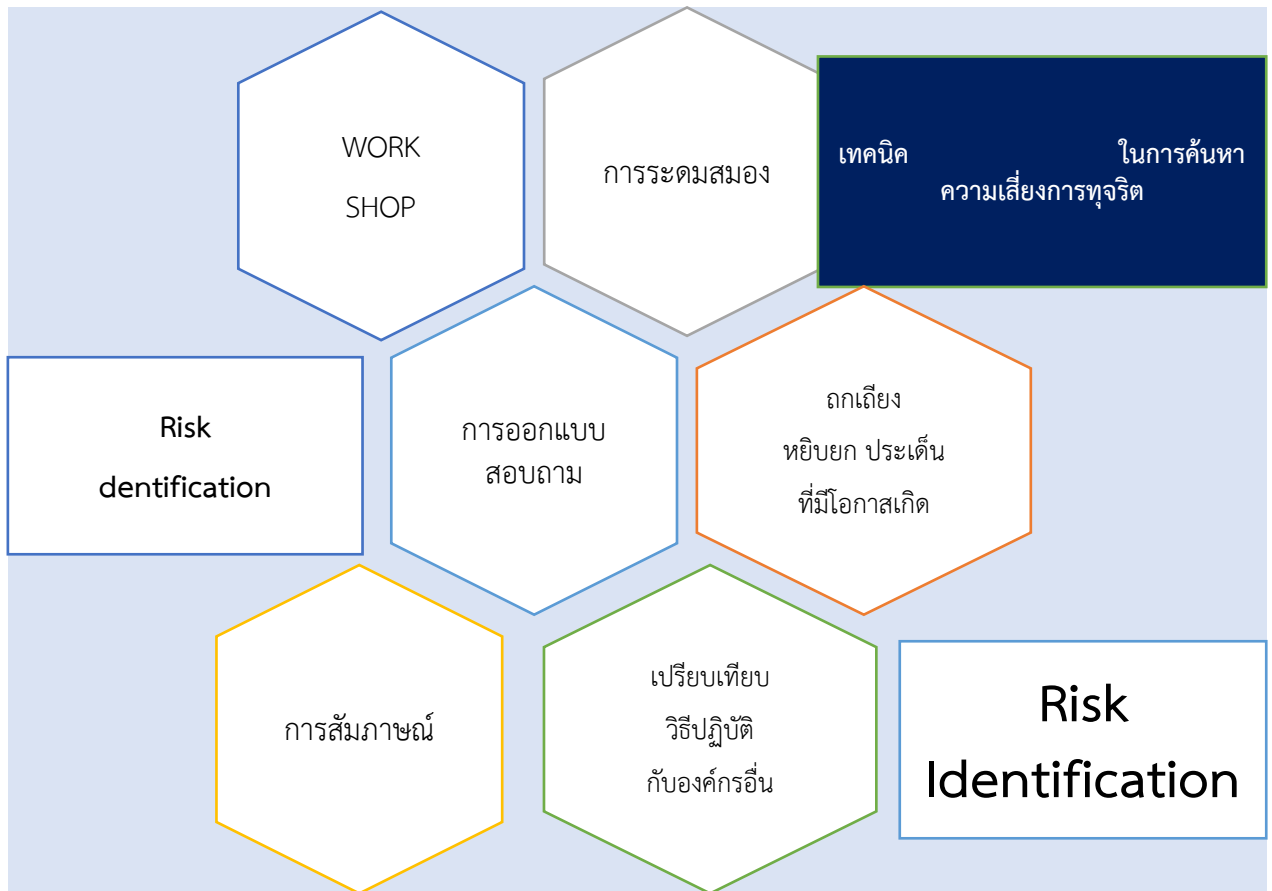 WORK
SHOP
การระดมสมอง
เทคนิค ในการค้นหา
ความเสี่ยงการทุจริต
Risk
dentification
การออกแบบ
สอบถาม
ถกเถียง
หยิบยก ประเด็น
ที่มีโอกาสเกิด
การสัมภาษณ์
เปรียบเทียบ
วิธีปฏิบัติ
กับองค์กรอื่น
Risk
Identification